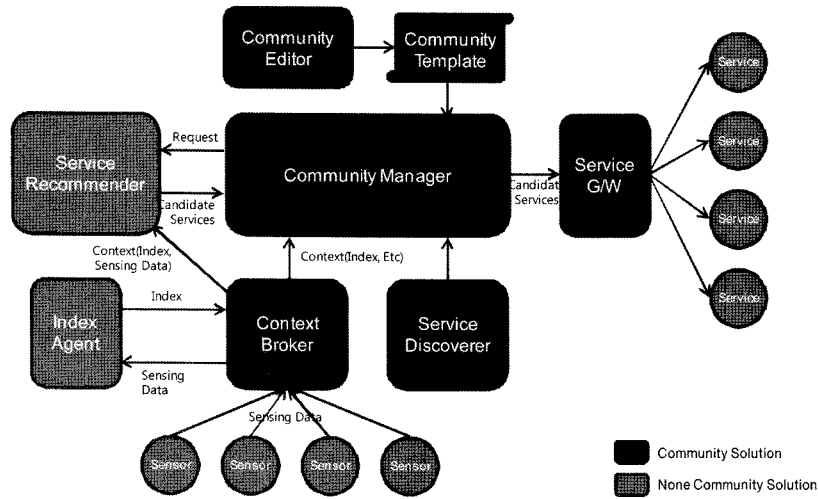 Community
Editor
Community
Template
Service
Service
Recommender
Request
Candidate
Services
Community Manager
Candidat
Services
Service
G/W
Service
Service
Service
Context(Index,
Sensing Data)
Context(Index, Etc)
Index
Agent
Index
Sensing
Data
Context
Broker
Service
Discoverer
Sensing Data
Sensor
Sensor
Sensor
Sensor
Community Solution
None Community Solution